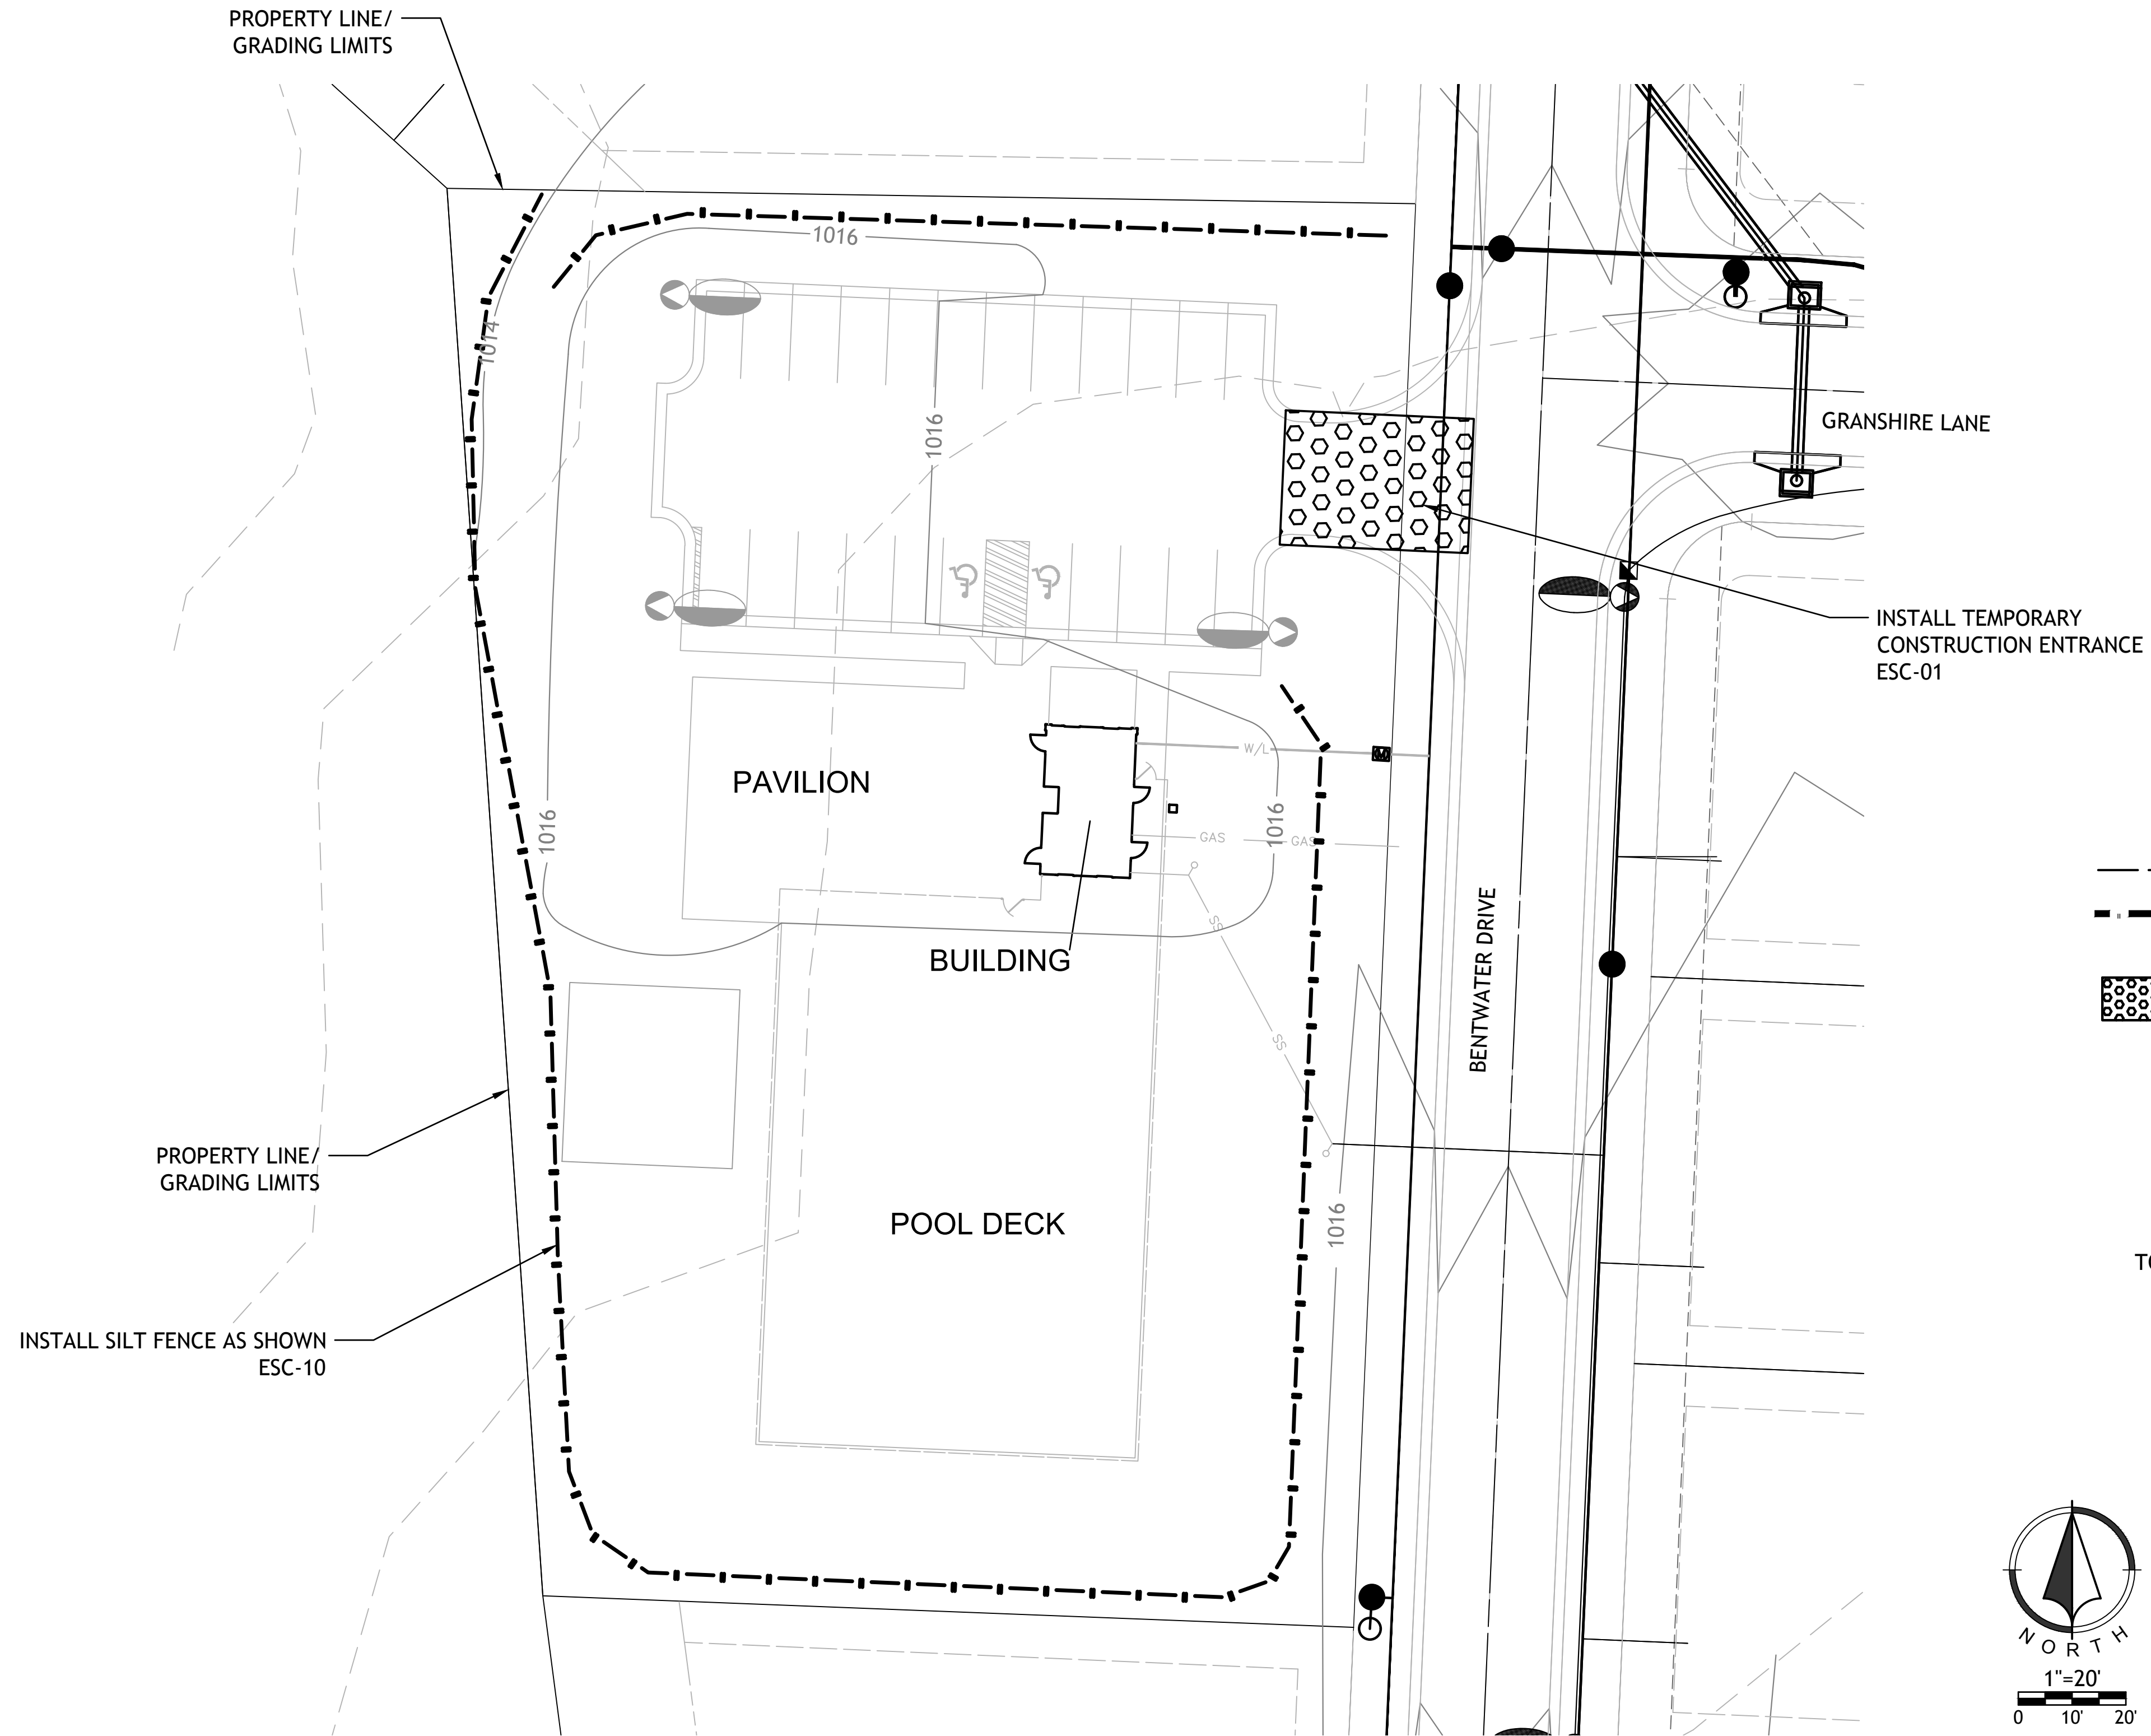 PROPERTY LINE/
GRADING LIMITS
1016
1014
1016
GRANSHIRE LANE
INSTALL TEMPORARY
CONSTRUCTION ENTRANCE
ESC-01
W/L
M
PAVILION
1016
1016
GAS
GAS
SS
BUILDING
BENTWATER DRIVE
SS
PROPERTY LINE/
GRADING LIMITS
POOL DECK
1016
INSTALL SILT FENCE AS SHOWN
ESC-10
NORTH
1"=20'
0 10' 20'